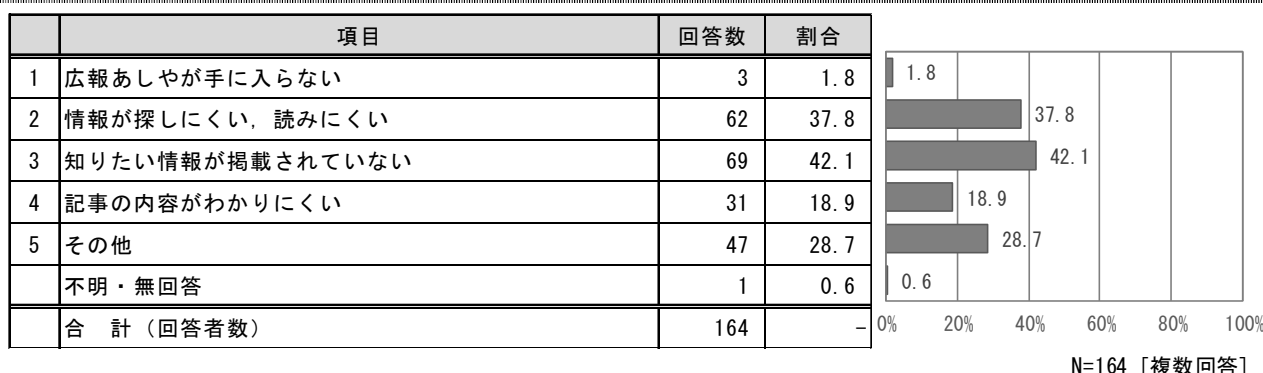 項目 回答数 割合
1 広報あしやが手に入らない 3 1.8
2 情報が探しにくい，読みにくい 62 37.8
3 知りたい情報が掲載されていない 69 42.1
4 記事の内容がわかりにくい 31 18.9
5 その他 47 28.7
不明・無回答 1 0.6
合　計（回答者数） 164 －
1.8
37.8
42.1
18.9
28.7
0.6
0% 20% 40% 60% 80% 100%
N=164［複数回答］